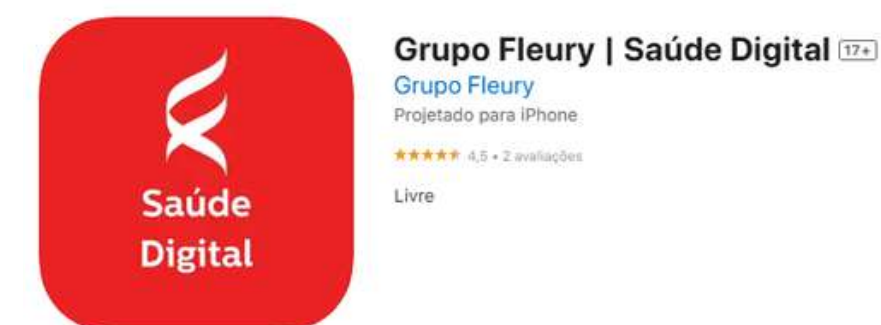 Saúde
Digital
Grupo Fleury | Saúde Digital 17+
Grupo Fleury
Projetado para iPhone
4,5 • 2 avaliações
Livre